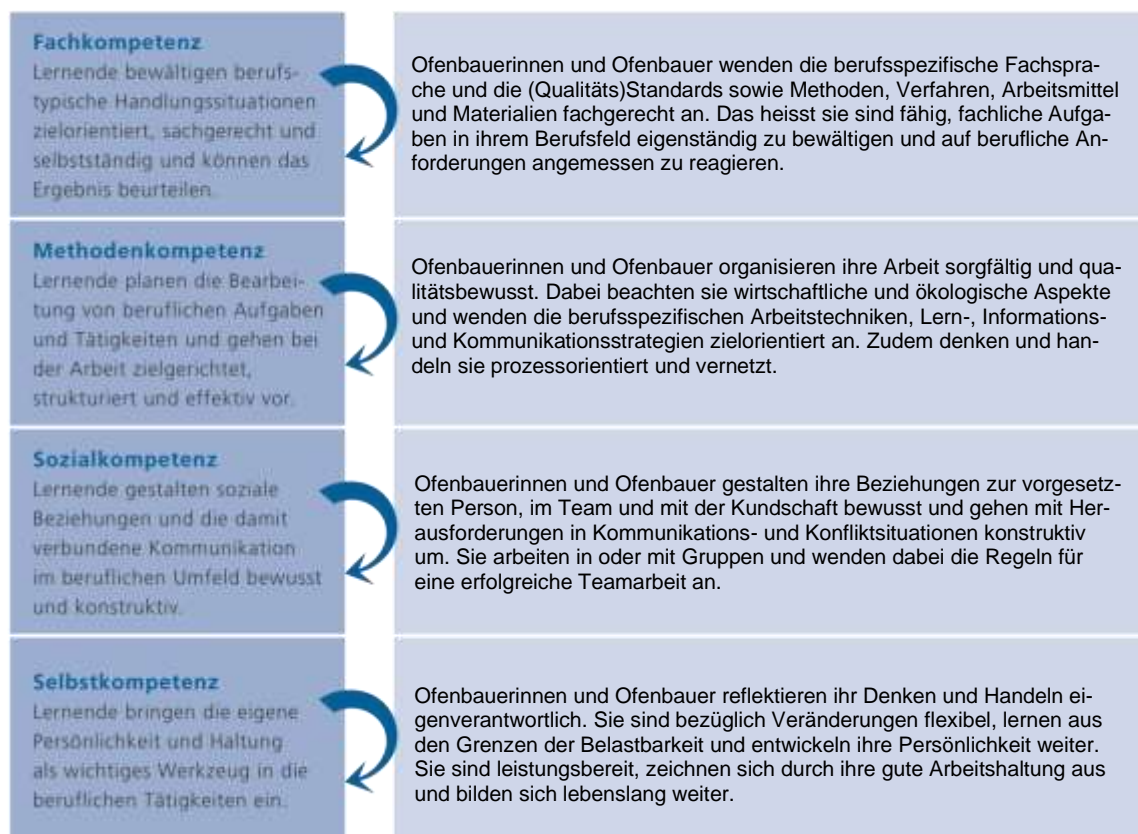 Fachkompetenz
Lernende bewältigen berufs-
typische Handlungssituationen
zielorientiert, sachgerecht und
selbstständig und können das
Ergebnis beurteilen.
Ofenbauerinnen und Ofenbauer wenden die berufsspezifische Fachspra-
che und die (Qualitäts)Standards sowie Methoden, Verfahren, Arbeitsmittel
und Materialien fachgerecht an. Das heisst sie sind fähig, fachliche Aufga-
ben in ihrem Berufsfeld eigenständig zu bewältigen und auf berufliche An-
forderungen angemessen zu reagieren.
Methodenkompetenz
Lernende planen die Bearbei-
tung von beruflichen Aufgaben
und Tätigkeiten und gehen bei
der Arbeit zielgerichtet,
strukturiert und effektiv vor.
Ofenbauerinnen und Ofenbauer organisieren ihre Arbeit sorgfältig und qua-
litätsbewusst. Dabei beachten sie wirtschaftliche und ökologische Aspekte
und wenden die berufsspezifischen Arbeitstechniken, Lern-, Informations-
und Kommunikationsstrategien zielorientiert an. Zudem denken und han-
deln sie prozessorientiert und vernetzt.
Sozialkompetenz
Lernende gestalten soziale
Beziehungen und die damit
verbundene Kommunikation
im beruflichen Umfeld bewusst
und konstruktiv.
Ofenbauerinnen und Ofenbauer gestalten ihre Beziehungen zur vorgesetz-
ten Person, im Team und mit der Kundschaft bewusst und gehen mit Her-
ausforderungen in Kommunikations- und Konfliktsituationen konstruktiv
um. Sie arbeiten in oder mit Gruppen und wenden dabei die Regeln für
eine erfolgreiche Teamarbeit an.
Selbstkompetenz
Lernende bringen die eigene
Persönlichkeit und Haltung
als wichtiges Werkzeug in die
beruflichen Tätigkeiten ein.
Ofenbauerinnen und Ofenbauer reflektieren ihr Denken und Handeln ei-
genverantwortlich. Sie sind bezüglich Veränderungen flexibel, lernen aus
den Grenzen der Belastbarkeit und entwickeln ihre Persönlichkeit weiter.
Sie sind leistungsbereit, zeichnen sich durch ihre gute Arbeitshaltung aus
und bilden sich lebenslang weiter.